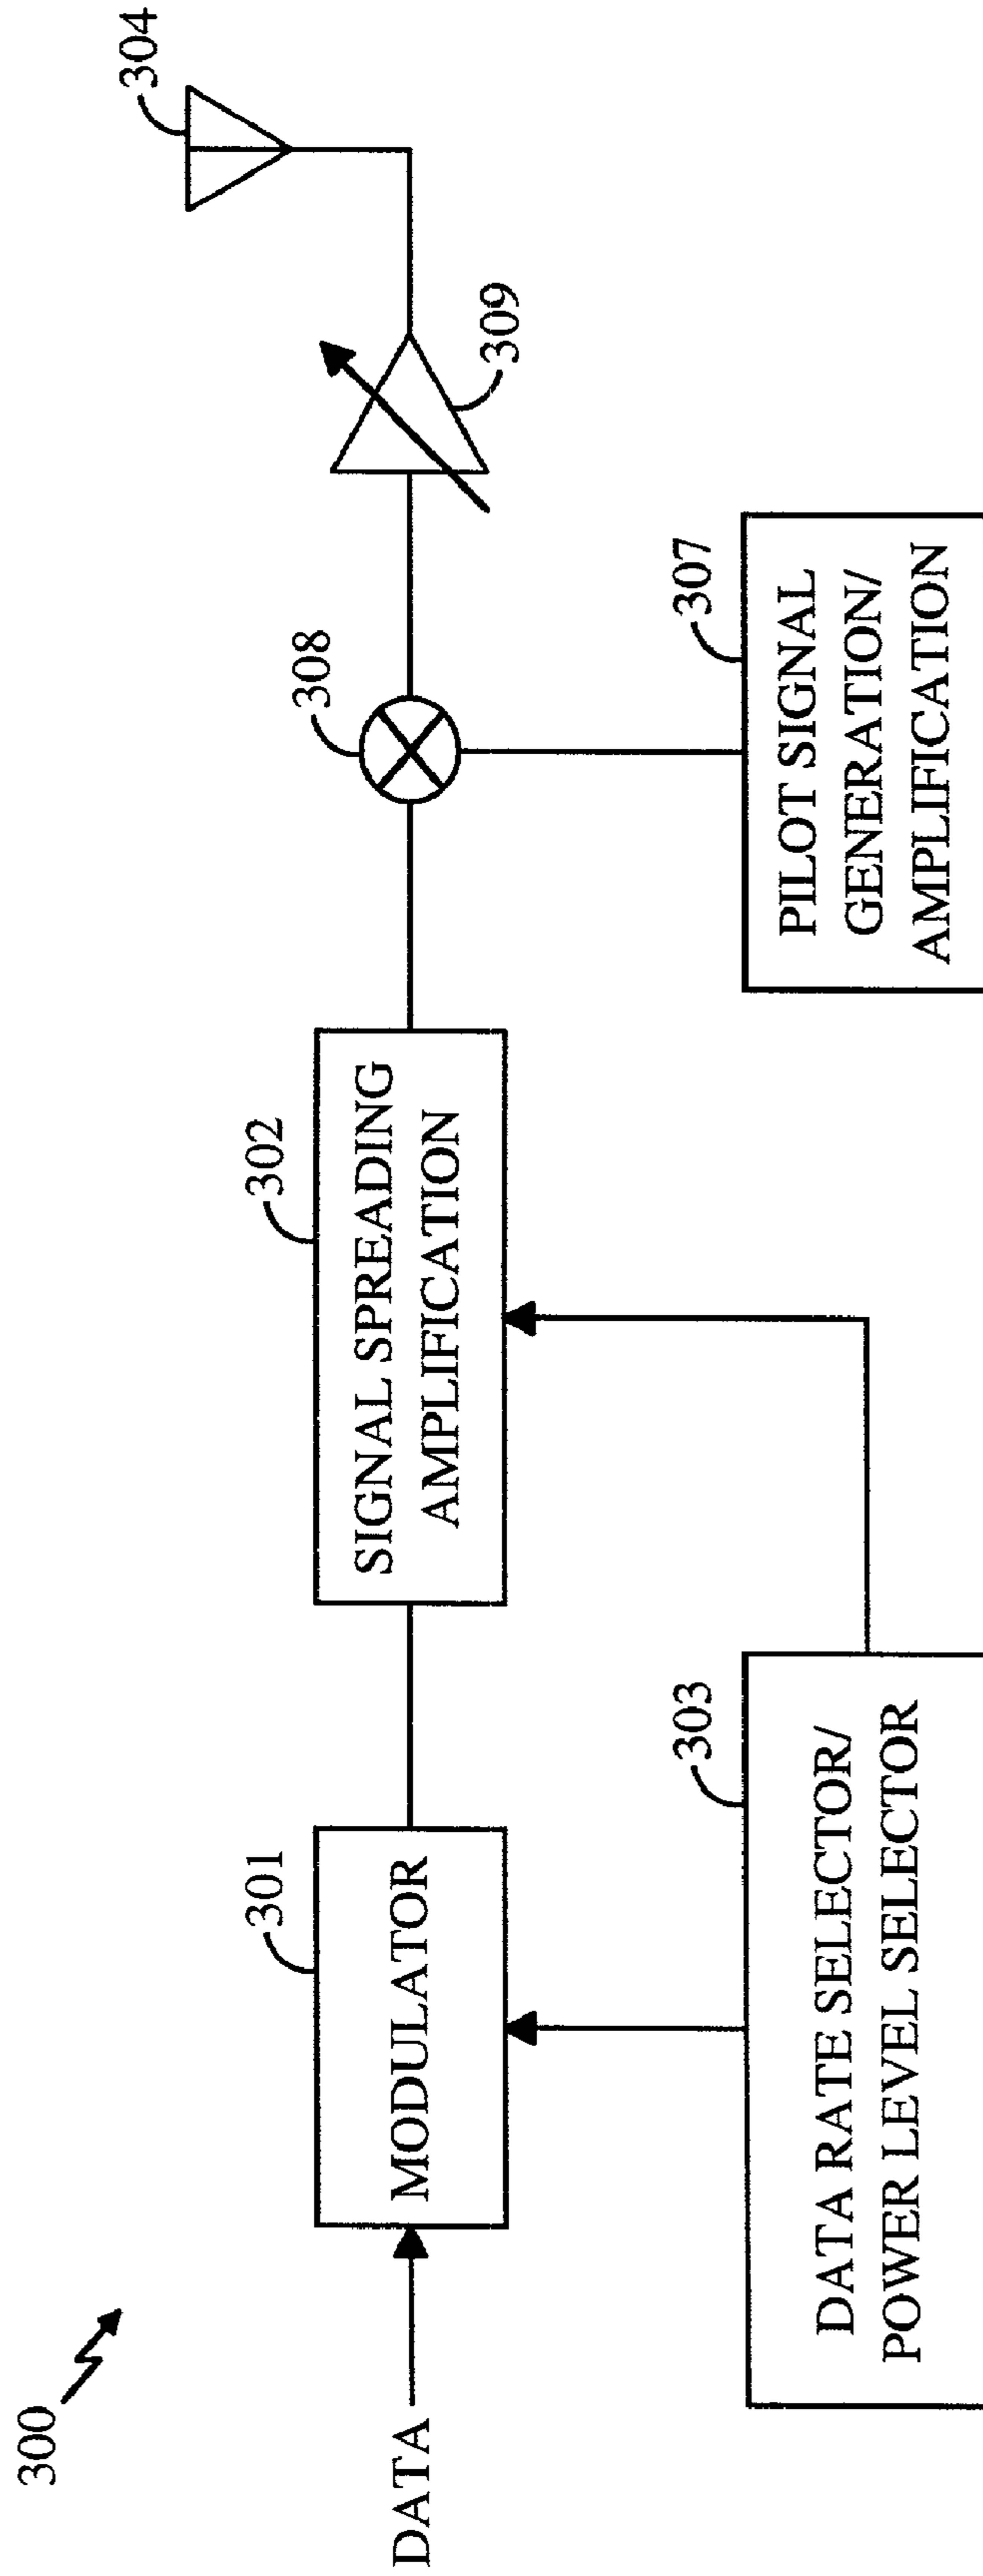 300
DATA
301
MODULATOR
302
SIGNAL SPREADING
AMPLIFICATION
308
309
304
303
DATA RATE SELECTOR/
POWER LEVEL SELECTOR
307
PILOT SIGNAL
GENERATION/
AMPLIFICATION